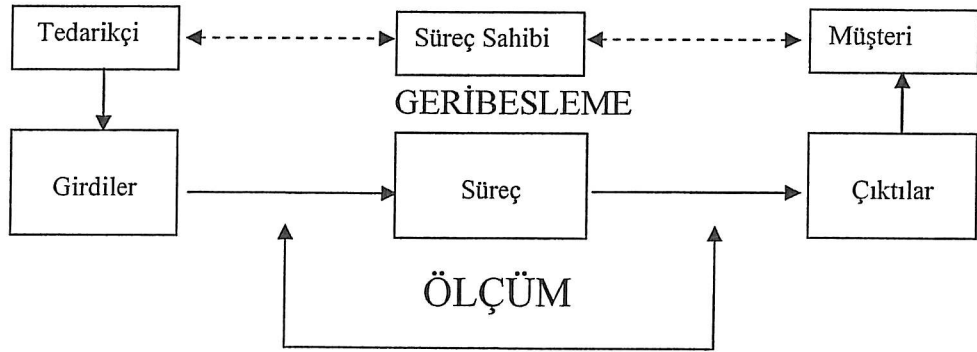 Tedarikçi
Süreç Sahibi
Müşteri
GERİBESLEME
Girdiler
Süreç
Çıktılar
ÖLÇÜM